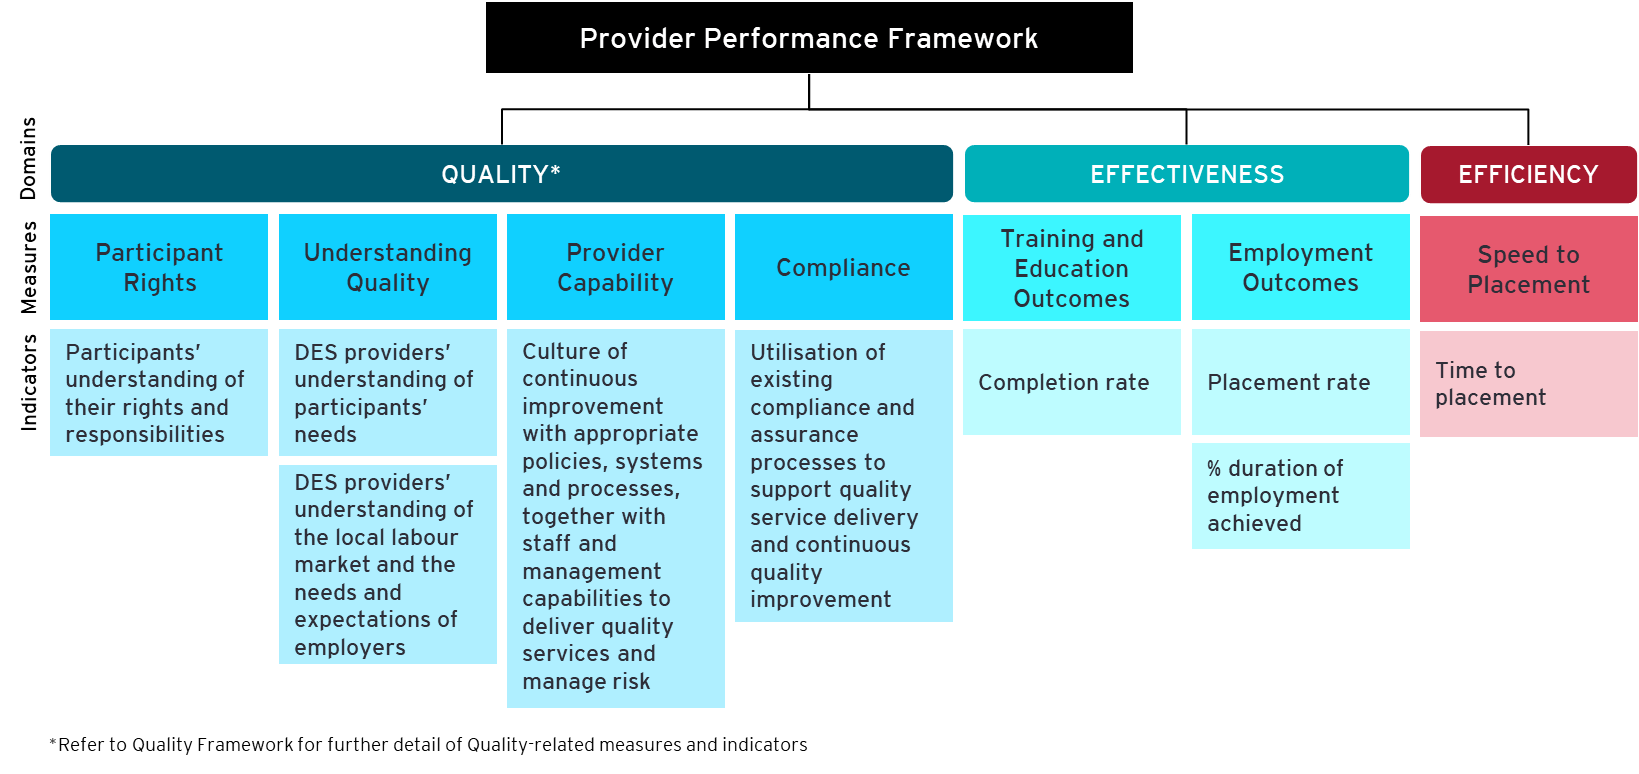 Provider Performance Framework
Domains
QUALITY*
EFFECTIVENESS
EFFICIENCY
Measures
Participant
Rights
Understanding
Quality
Provider
Capability
Compliance
Training and
Education
Outcomes
Employment
Outcomes
Speed to
Placement
Indicators
Participants’
understanding of
their rights and
responsibilities
DES providers’
understanding of
participants’
needs
DES providers’
understanding of
the local labour
market and the
needs and
expectations of
employers
Culture of
continuous
improvement
with appropriate
policies, systems
and processes,
together with
staff and
management
capabilities to
deliver quality
services and
manage risk
Utilisation of
existing
compliance and
assurance
processes to
support quality
service delivery
and continuous
quality
improvement
Completion rate
Placement rate
% duration of
employment
achieved
Time to
placement
*Refer to Quality Framework for further detail of Quality-related measures and indicators